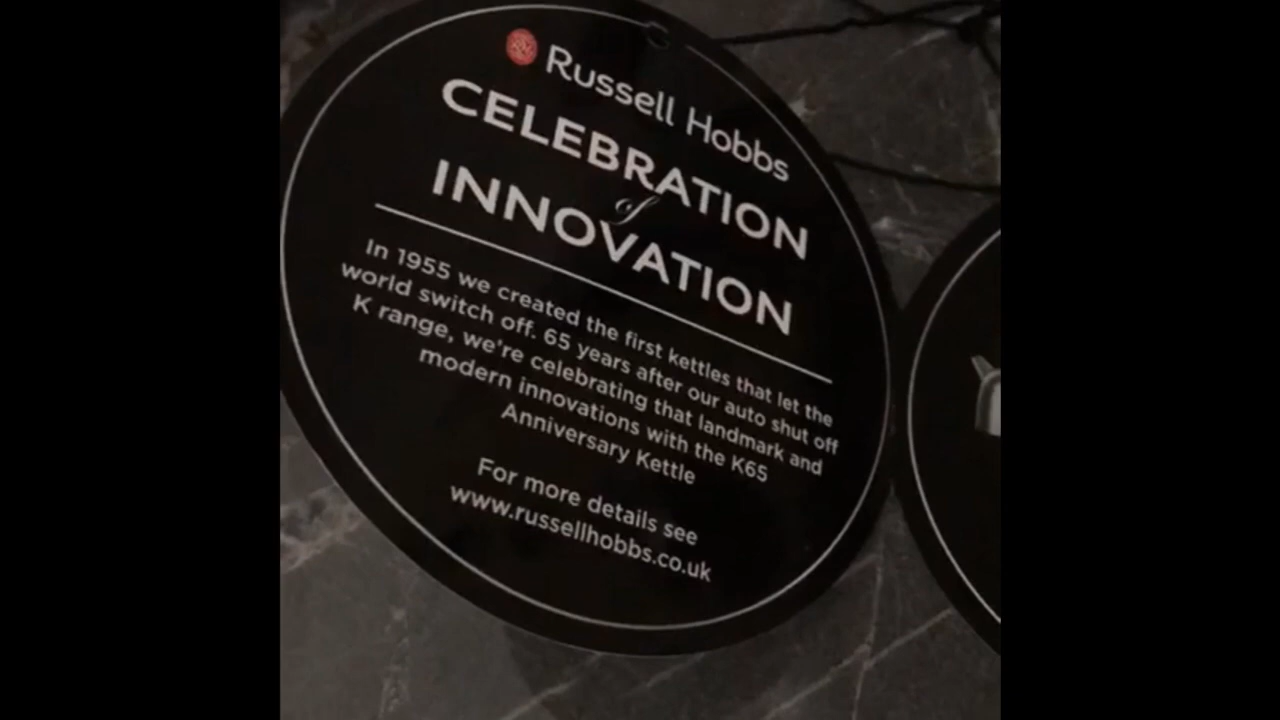 Russell Hobbs
CELEBRATION
of
INNOVATION
In 1955 we created the first kettles that let the
world switch off. 65 years after our auto shut off
K range, we're celebrating that landmark and
modern innovations with the K65
Anniversary Kettle
For more details see
www.russellhobbs.co.uk